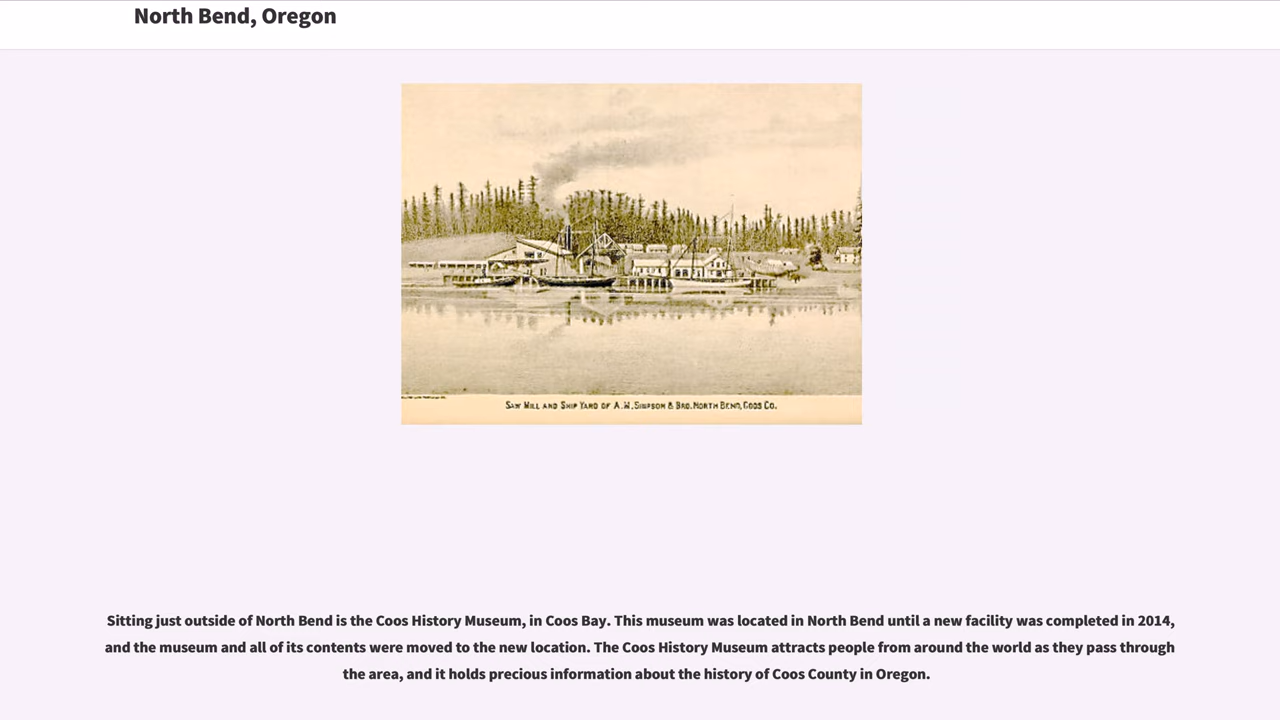 North Bend, Oregon
SAW MILL AND SHIP YARD OF A.W. SIMPSON & BRO. NORTH BEND, COOS CO.
Sitting just outside of North Bend is the Coos History Museum, in Coos Bay. This museum was located in North Bend until a new facility was completed in 2014,
and the museum and all of its contents were moved to the new location. The Coos History Museum attracts people from around the world as they pass through
the area, and it holds precious information about the history of Coos County in Oregon.